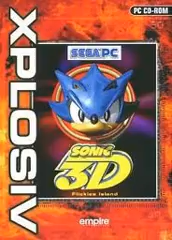 PC CD-ROM
XPLOSIV
SEGA PC
SONIC
3D
Flickies Island
empire